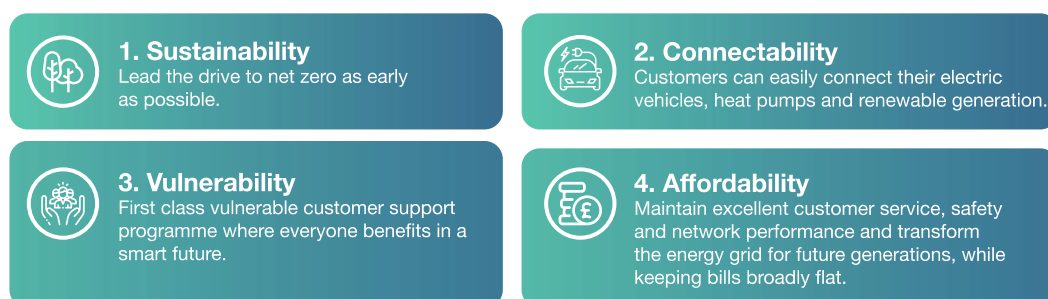 1. Sustainability
Lead the drive to net zero as early
as possible.
2. Connectability
Customers can easily connect their electric
vehicles, heat pumps and renewable generation.
3. Vulnerability
First class vulnerable customer support
programme where everyone benefits in a
smart future.
4. Affordability
Maintain excellent customer service, safety
and network performance and transform
the energy grid for future generations, while
keeping bills broadly flat.
£